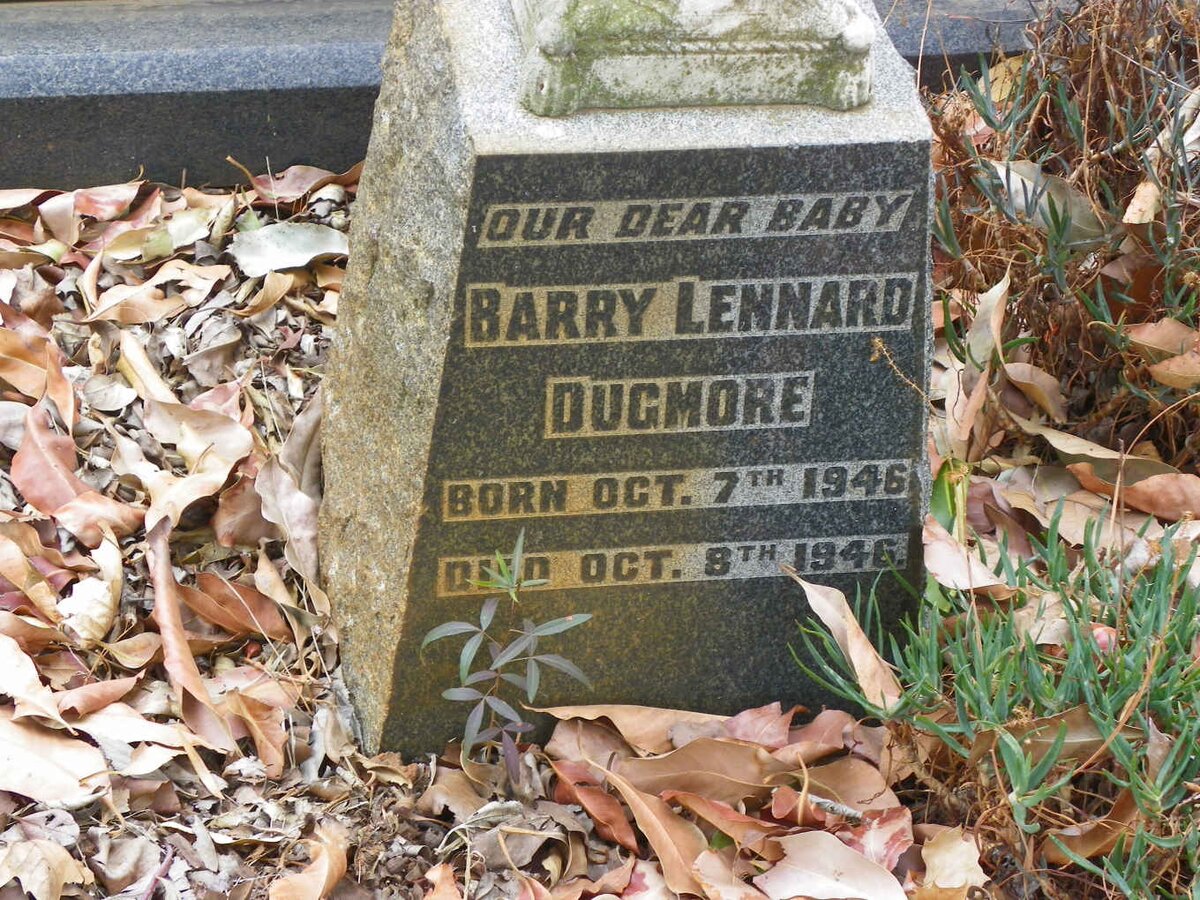 OUR DEAR BABY
BARRY LENNARD
DUGMORE
BORN OCT. 7TH 1946
DIED OCT. 8TH 1946